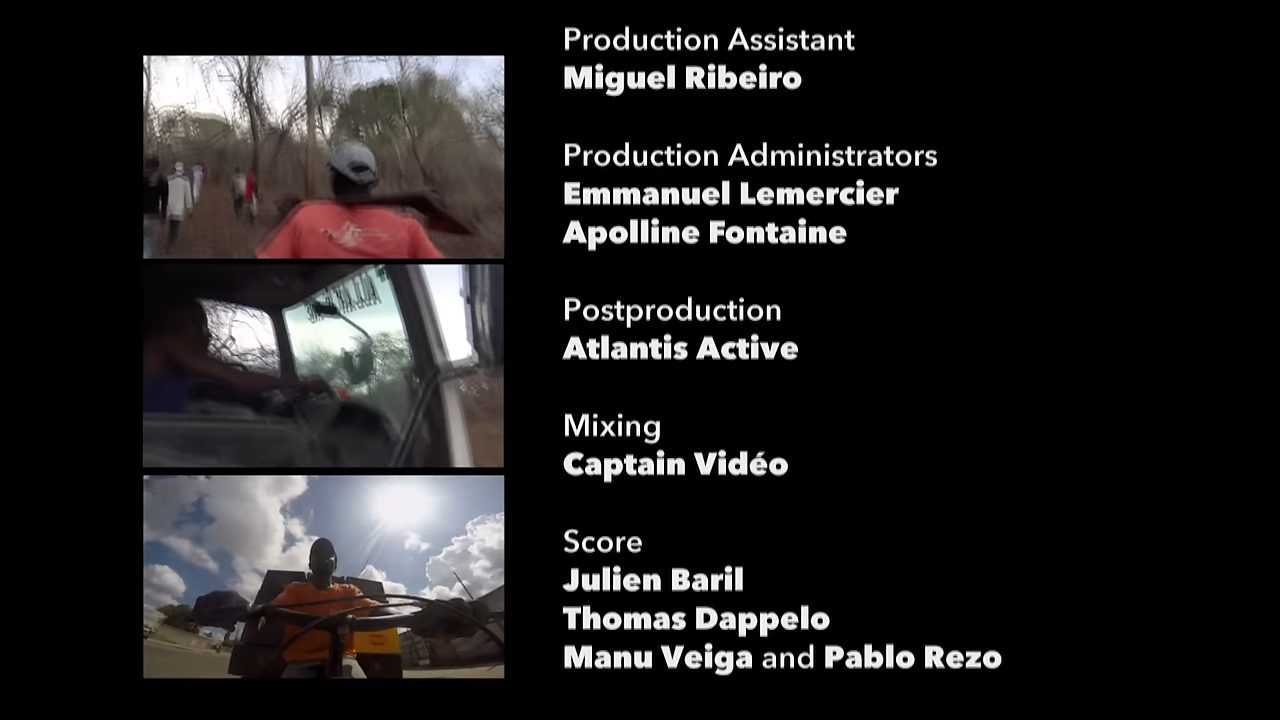 Production Assistant
Miguel Ribeiro
Production Administrators
Emmanuel Lemercier
Apolline Fontaine
Postproduction
Atlantis Active
Mixing
Captain Vidéo
Score
Julien Baril
Thomas Dappelo
Manu Veiga and Pablo Rezo